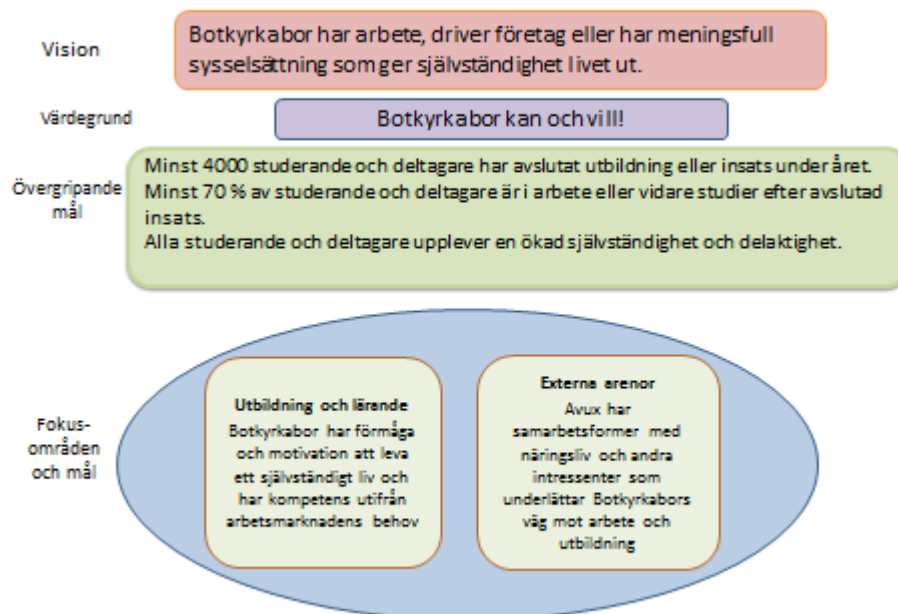 Vision
Botkyrkabor har arbete, driver företag eller har meningsfull
sysselsättning som ger självständighet livet ut.
Värdegrund
Botkyrkabor kan och vill!
Övergripande
mål
Minst 4000 studerande och deltagare har avslutat utbildning eller insats under året.
Minst 70 % av studerande och deltagare är i arbete eller vidare studier efter avslutad
insats.
Alla studerande och deltagare upplever en ökad självständighet och delaktighet.
Fokus-
områden
och mål
Utbildning och lärande
Botkyrkabor har förmåga
och motivation att leva
ett självständigt liv och
har kompetens utifrån
arbetsmarknadens behov
Externa arenor
Avux har
samarbetsformer med
näringsliv och andra
intressenter som
underlättar Botkyrkabors
väg mot arbete och
utbildning